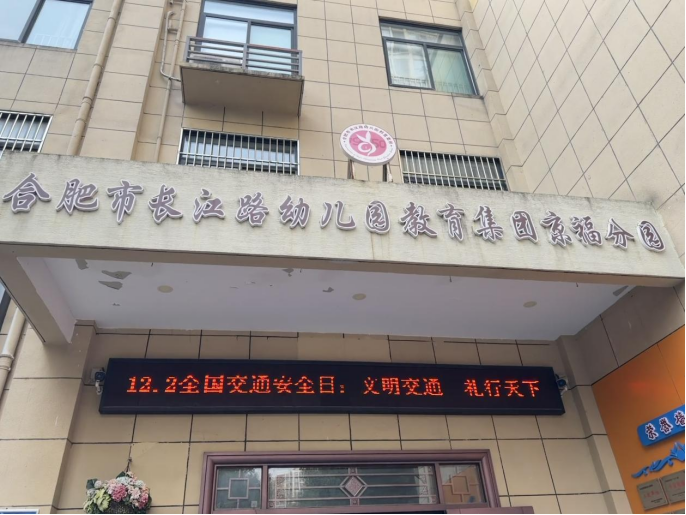 合肥市长江路幼儿园教育集团京福分园
12.2全国交通安全日：文明交通 礼行天下